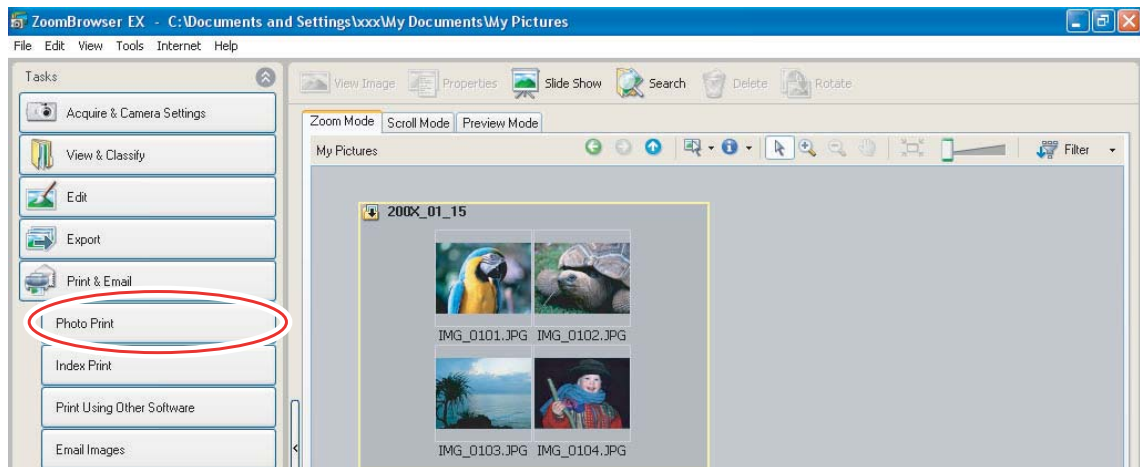 ZoomBrowser EX - C:\Documents and Settings\xxx\My Documents\My Pictures
File Edit View Tools Internet Help
Tasks
Acquire & Camera Settings
View & Classify
Edit
Export
Print & Email
Photo Print
Index Print
Print Using Other Software
Email Images
View Image Properties Slide Show Search Delete Rotate
Zoom Mode Scroll Mode Preview Mode
My Pictures Filter
200X_01_15
IMG_0101.JPG IMG_0102.JPG
IMG_0103.JPG IMG_0104.JPG